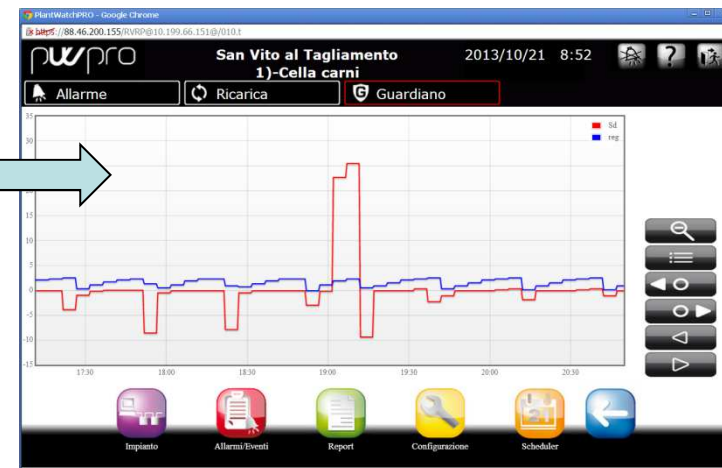 PlantWatchPRO - Google Chrome
https://88.46.200.155/RVRP@10.199.66.151@/010.t
pwpro
San Vito al Tagliamento
1)-Cella carni
2013/10/21 8:52
?
Allarme
Ricarica
G Guardiano
35
30
15
10
5
0
-5
-10
-15
Sd
reg
17:30 18:00 18:30 19:00 19:30 20:00 20:30
Impianto Allarmi/Eventi Report Configurazione Scheduler